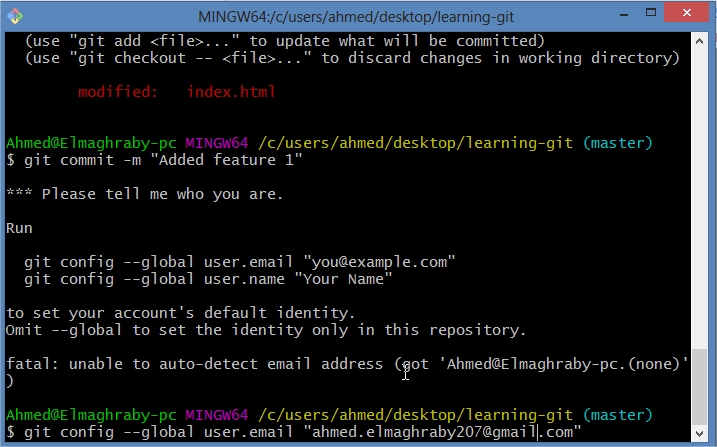 MINGW64:/c/users/ahmed/desktop/learning-git
(use "git add <file>..." to update what will be committed)
(use "git checkout -- <file>..." to discard changes in working directory)
modified:   index.html
Ahmed@Elmaghraby-pc MINGW64 /c/users/ahmed/desktop/learning-git (master)
$ git commit -m "Added feature 1"
*** Please tell me who you are.
Run
git config --global user.email "you@example.com"
git config --global user.name "Your Name"
to set your account's default identity.
Omit --global to set the identity only in this repository.
fatal: unable to auto-detect email address (got 'Ahmed@Elmaghraby-pc.(none)'
)
Ahmed@Elmaghraby-pc MINGW64 /c/users/ahmed/desktop/learning-git (master)
$ git config --global user.email "ahmed.elmaghraby207@gmail.com"